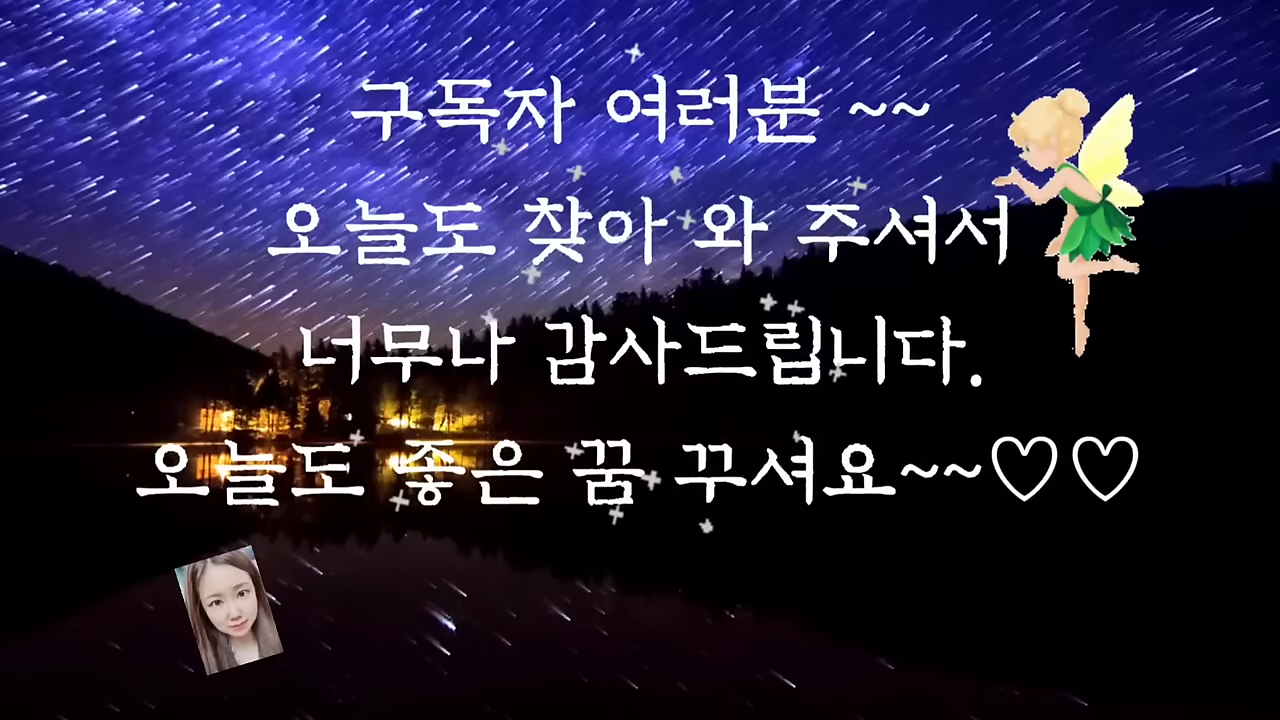 구독자 여러분 ~~
오늘도 찾아 와 주셔서
너무나 감사드립니다.
오늘도 좋은 꿈 꾸셔요~~♡♡